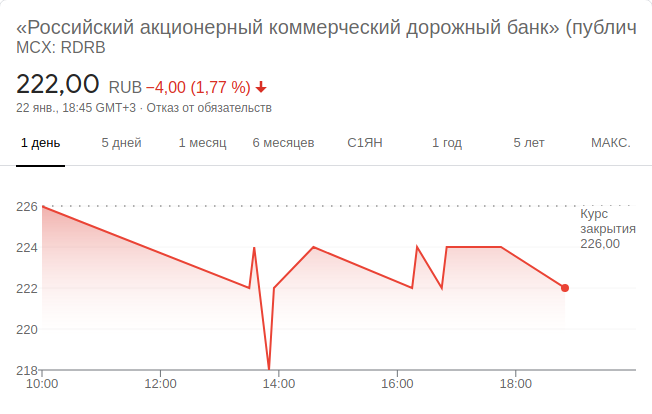 «Российский акционерный коммерческий дорожный банк» (публич
MCX: RDRB
222,00 RUB −4,00 (1,77 %)
22 янв., 18:45 GMT+3 · Отказ от обязательств
1 день 5 дней 1 месяц 6 месяцев С1ЯН 1 год 5 лет МАКС.
226
Курс
закрытия
226,00
224
222
220
218
10:00 12:00 14:00 16:00 18:00